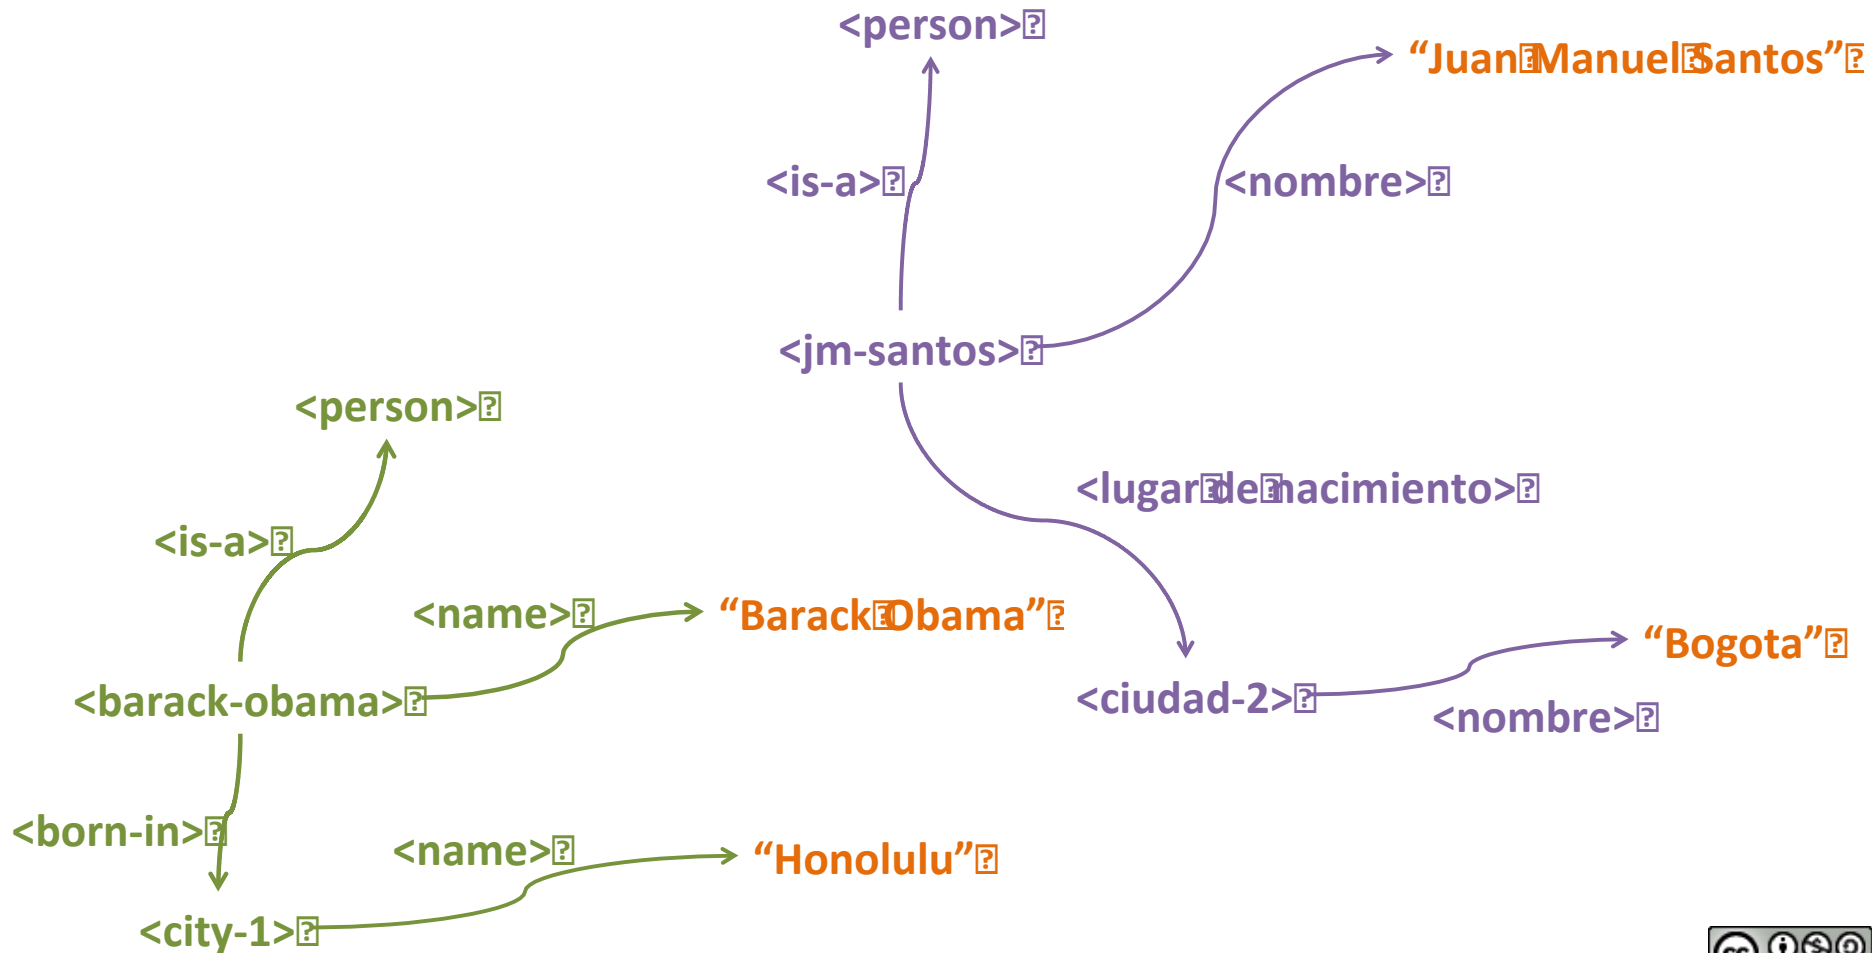 <person>
“Juan Manuel Santos”
<is-a>
<nombre>
<jm-santos>
<person>
<lugar de nacimiento>
<is-a>
<name>
“Barack Obama”
“Bogota”
<barack-obama>
<ciudad-2>
<nombre>
<born-in>
<name>
“Honolulu”
<city-1>
cc